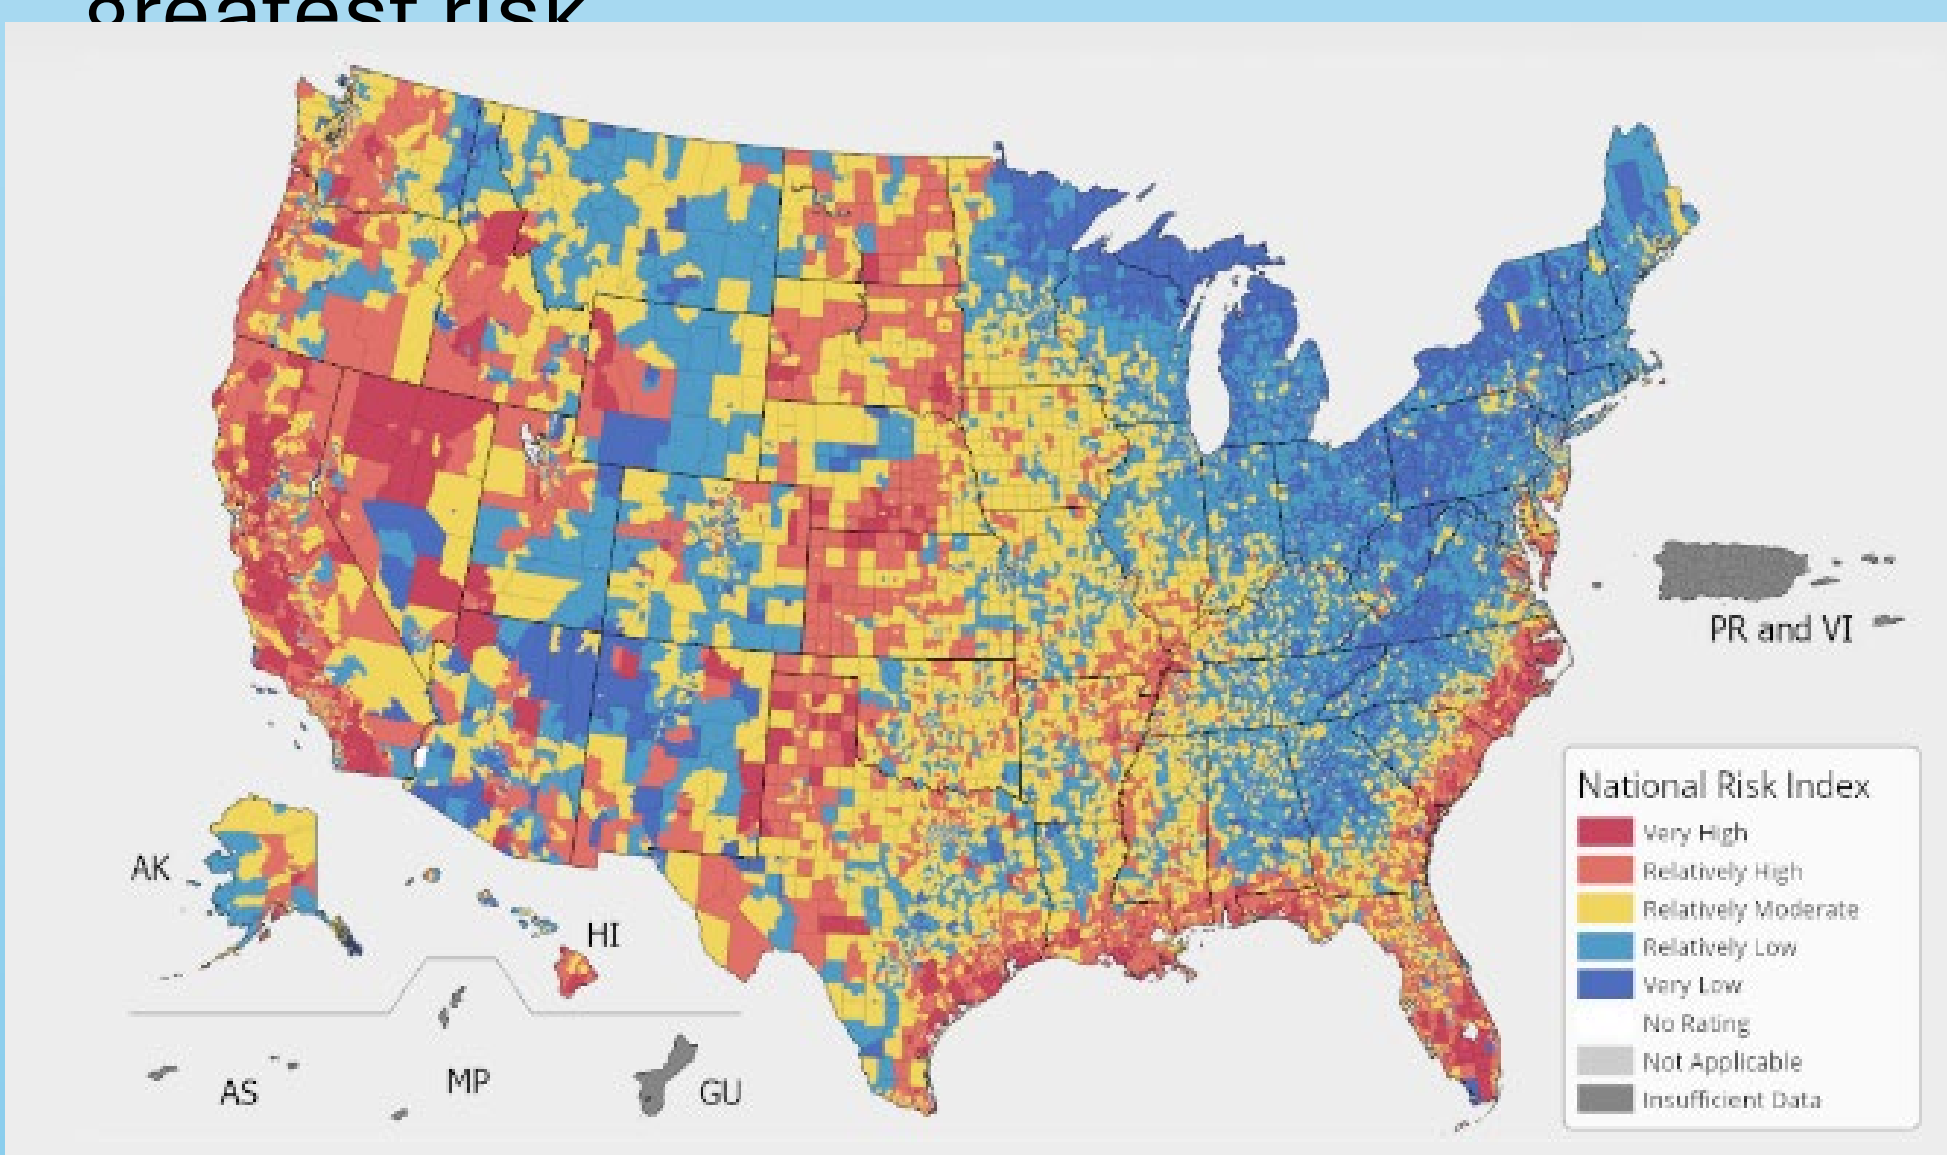 greatest risk
AK
HI
PR and VI
AS
MP
GU
National Risk Index
Very High
Relatively High
Relatively Moderate
Relatively Low
Very Low
No Rating
Not Applicable
Insufficient Data